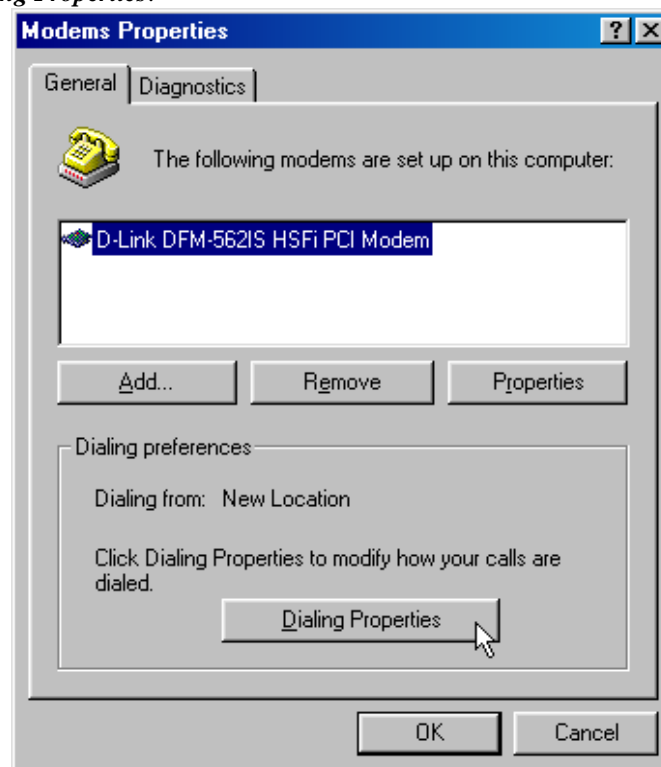 Properties.
Modems Properties
General Diagnostics
The following modems are set up on this computer:
D-Link DFM-562IS HSFi PCI Modem
Add... Remove Properties
Dialing preferences
Dialing from: New Location
Click Dialing Properties to modify how your calls are
dialed.
Dialing Properties
OK Cancel